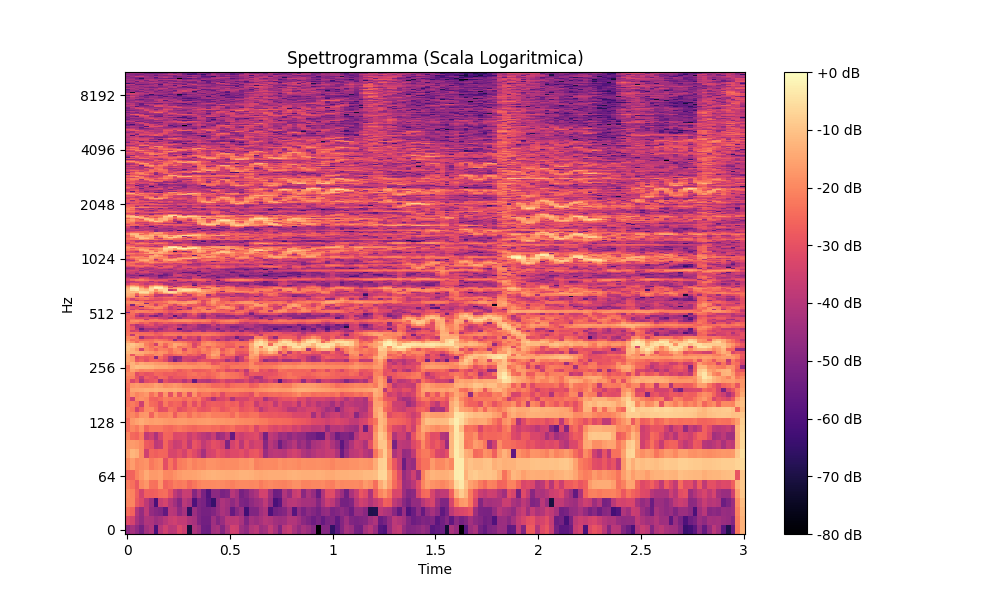 Spettrogramma (Scala Logaritmica)
8192
4096
2048
1024
512
256
128
64
0
Hz
0
0.5
1
1.5
2
2.5
3
Time
+0 dB
-10 dB
-20 dB
-30 dB
-40 dB
-50 dB
-60 dB
-70 dB
-80 dB